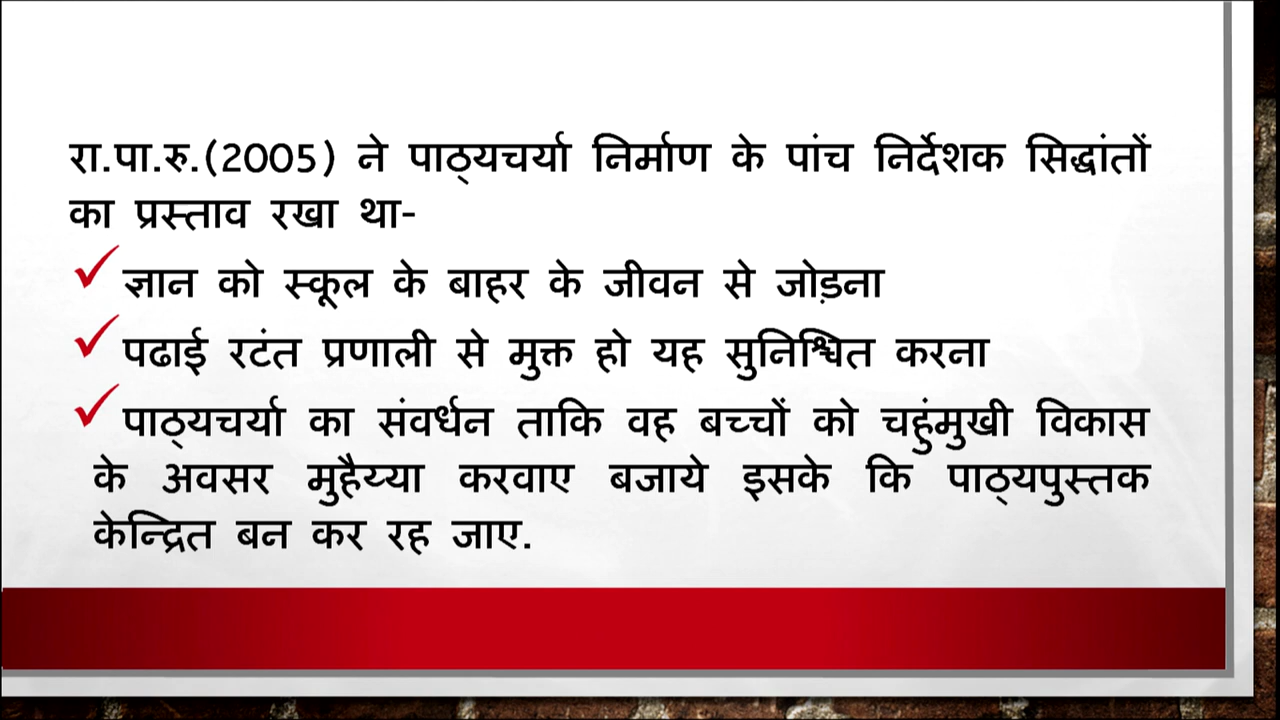 रा.पा.रु.(2005) ने पाठ्यचर्या निर्माण के पांच निर्देशक सिद्धांतों
का प्रस्ताव रखा था-
ज्ञान को स्कूल के बाहर के जीवन से जोड़ना
पढाई रटंत प्रणाली से मुक्त हो यह सुनिश्चित करना
पाठ्यचर्या का संवर्धन ताकि वह बच्चों को चहुंमुखी विकास
के अवसर मुहैय्या करवाए बजाये इसके कि पाठ्यपुस्तक
केन्द्रित बन कर रह जाए.